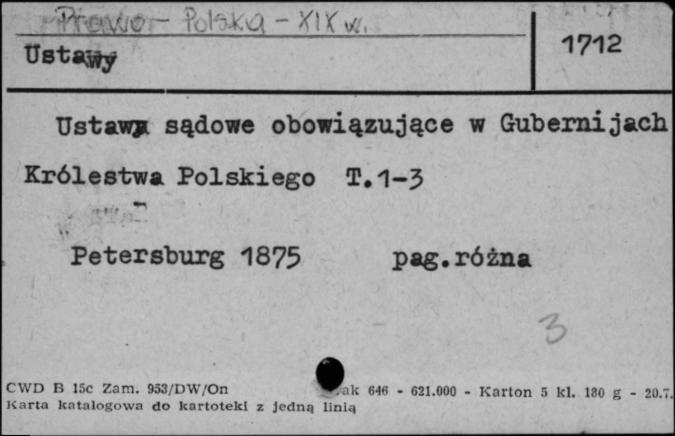 Prawo - Polska - XIX w.
Ustawy
1712
Ustawy sądowe obowiązujące w Gubernijach
Królestwa Polskiego T.1-3
Petersburg 1875 pag.różna
3
CWD B 15c Zam. 953/DW/On ak 646 - 621.000 - Karton 5 kl. 180 g - 20.7.
Karta katalogowa do kartoteki z jedną linią